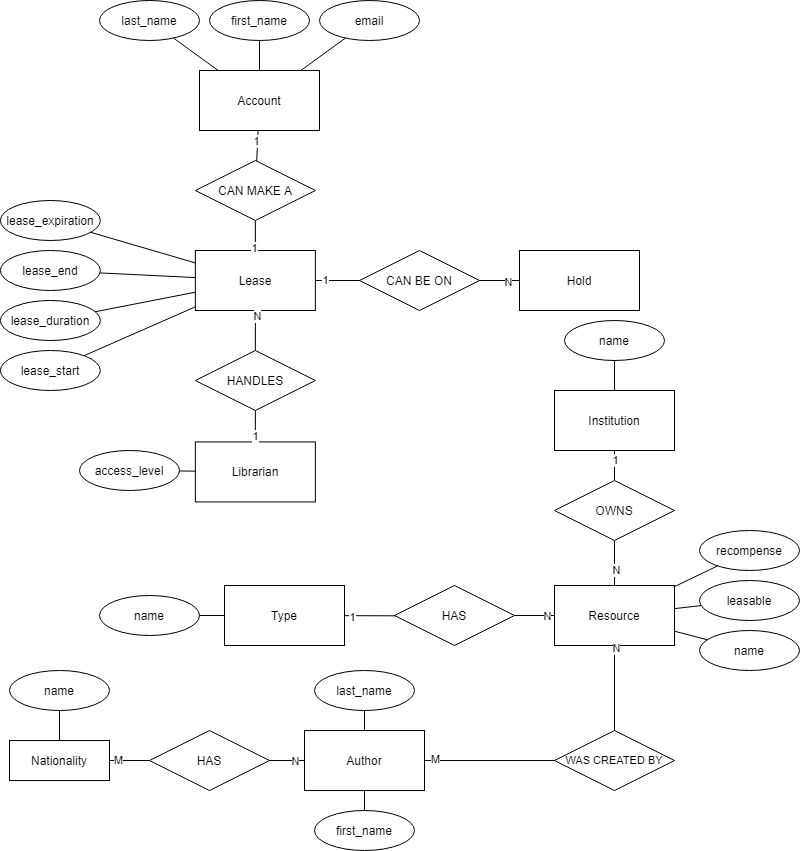 last_name
first_name
email
Account
1
CAN MAKE A
1
lease_expiration
lease_end
lease_duration
lease_start
Lease
1
CAN BE ON
N
Hold
N
HANDLES
1
access_level
Librarian
name
Institution
1
OWNS
N
recompense
leasable
name
Resource
N
HAS
1
Type
name
N
WAS CREATED BY
M
last_name
Author
first_name
N
HAS
M
Nationality
name